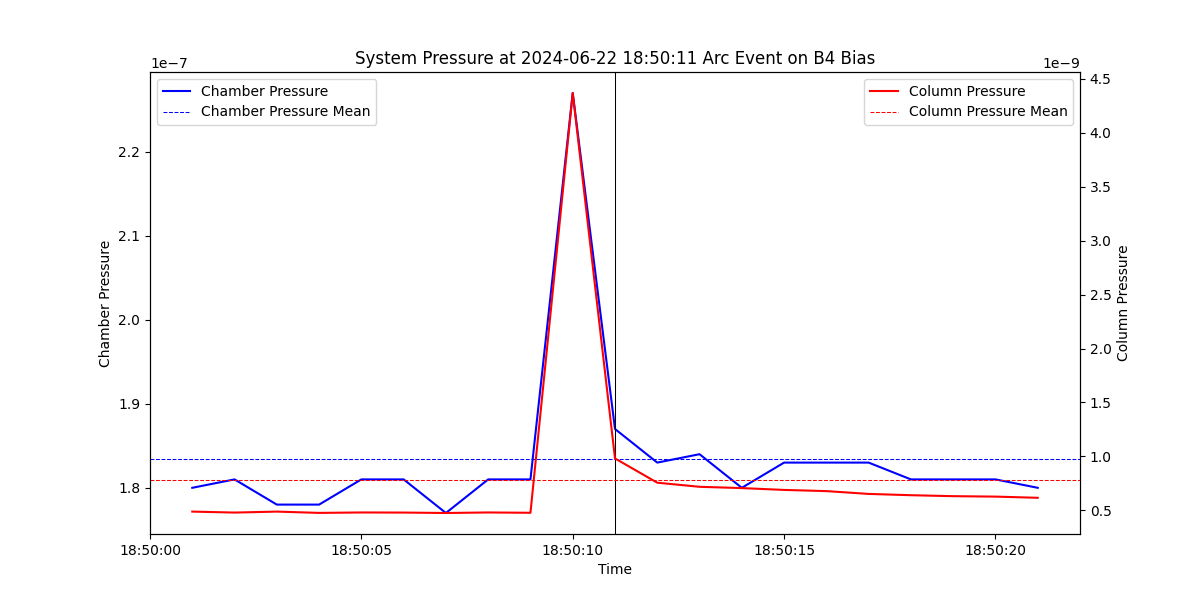 System Pressure at 2024-06-22 18:50:11 Arc Event on B4 Bias
1e−7
1e−9
Chamber Pressure
Chamber Pressure Mean
Column Pressure
Column Pressure Mean
2.2
2.1
2.0
1.9
1.8
Chamber Pressure
4.5
4.0
3.5
3.0
2.5
2.0
1.5
1.0
0.5
Column Pressure
18:50:00 18:50:05 18:50:10 18:50:15 18:50:20
Time